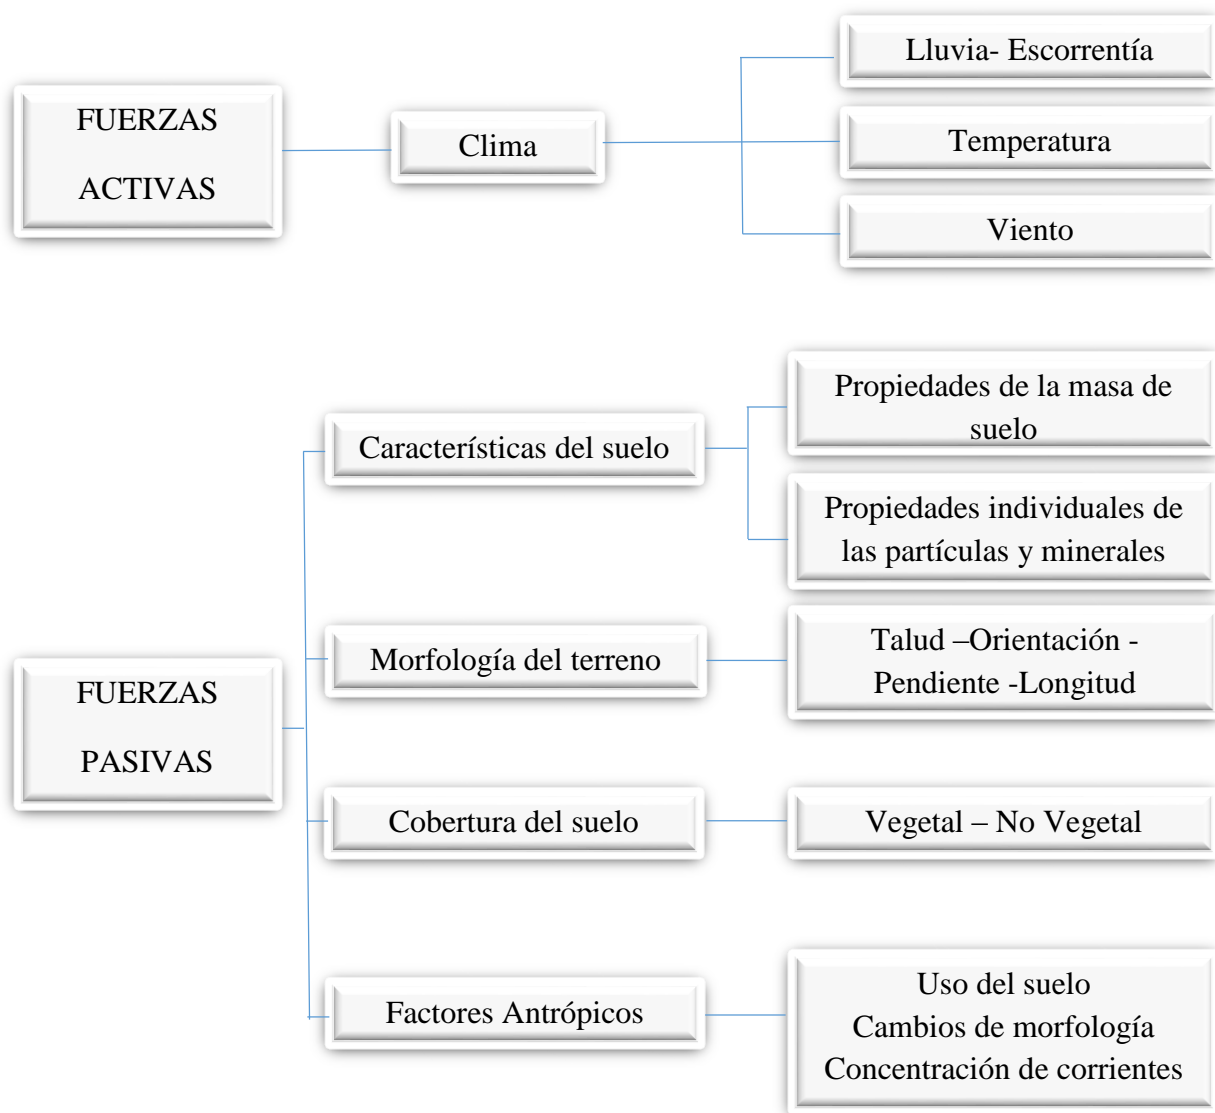 FUERZAS
ACTIVAS
Clima
Lluvia- Escorrentía
Temperatura
Viento
FUERZAS
PASIVAS
Características del suelo
Propiedades de la masa de
suelo
Propiedades individuales de
las partículas y minerales
Morfología del terreno
Talud –Orientación -
Pendiente -Longitud
Cobertura del suelo
Vegetal – No Vegetal
Factores Antrópicos
Uso del suelo
Cambios de morfología
Concentración de corrientes